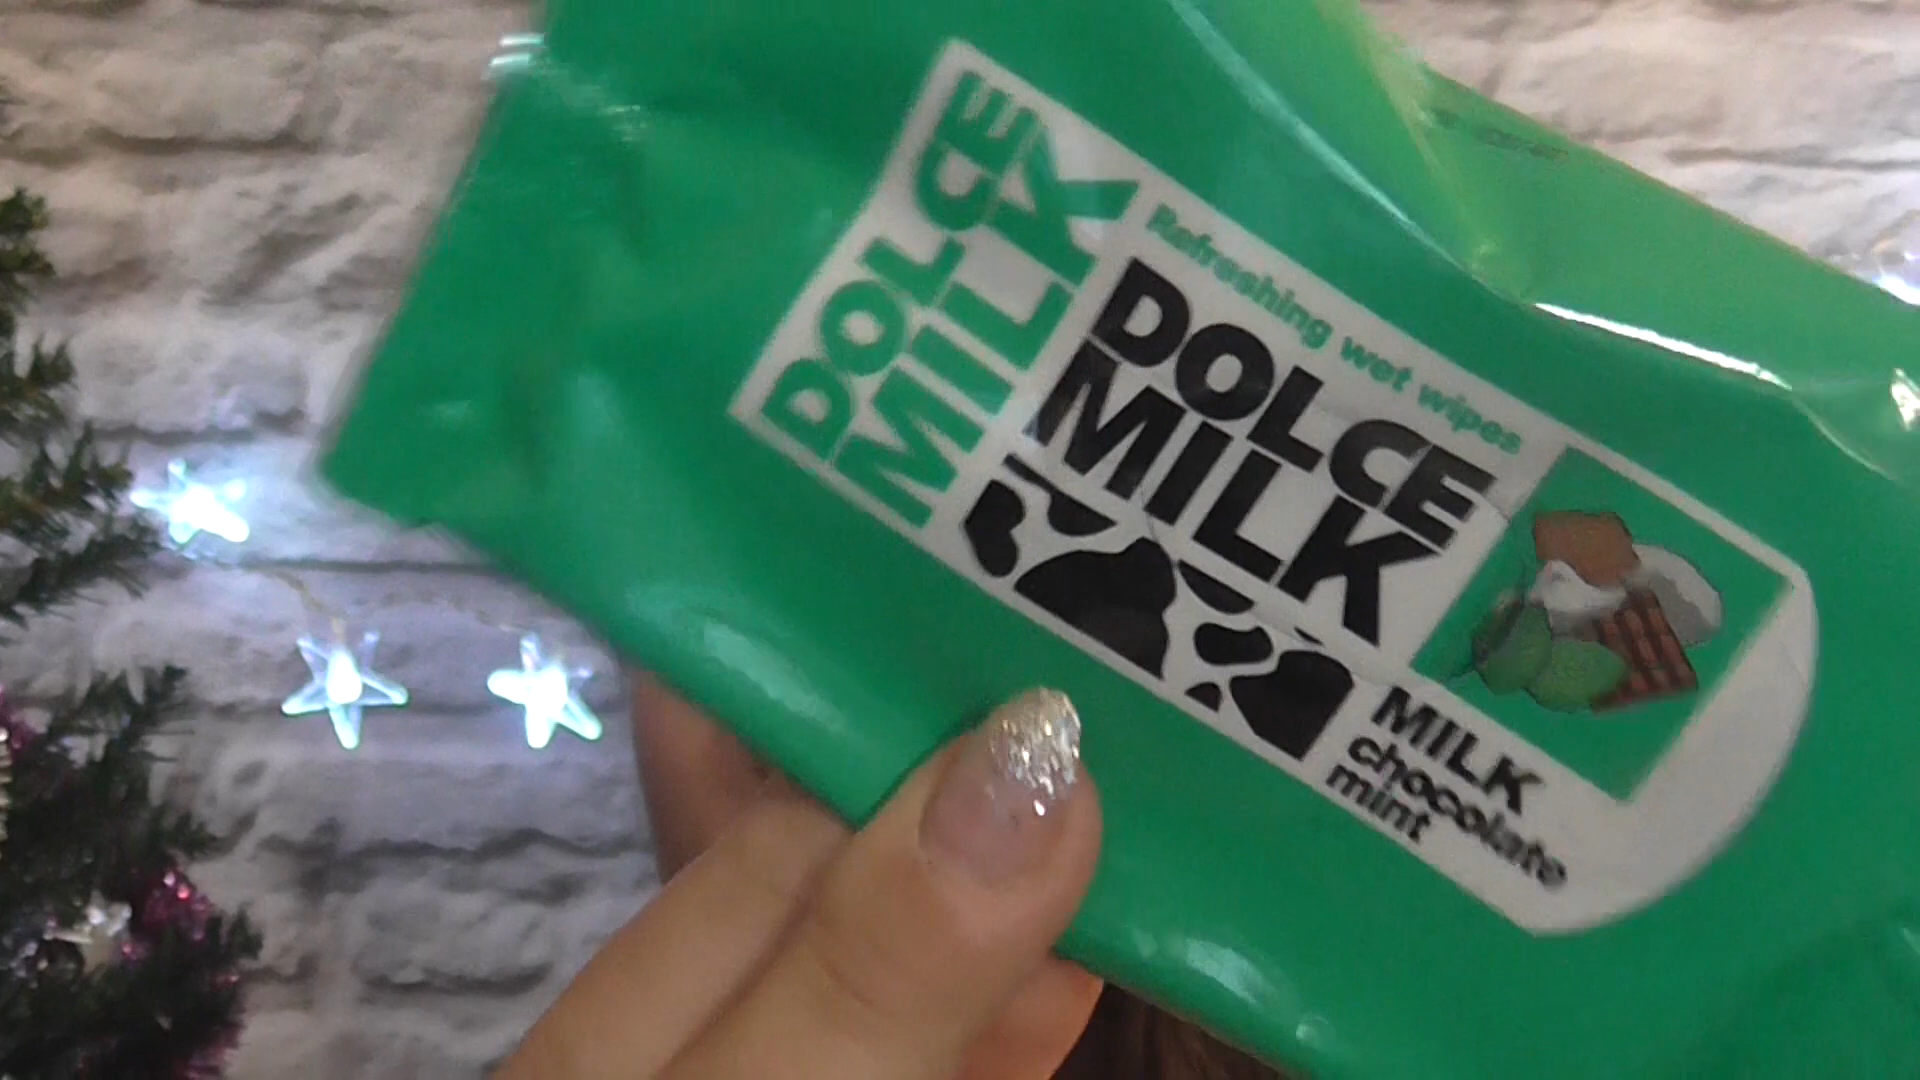 DOLCE
MILK
Refreshing wet wipes
DOLCE
MILK
MILK
chocolate
mint